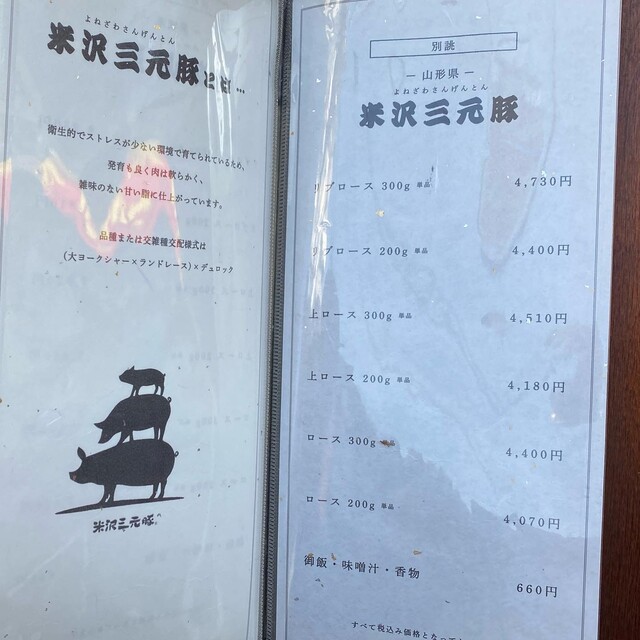 よねざわさんげんとん
米沢三元豚とは…
衛生的でストレスが少ない環境で育てられているため、
発育も良く肉は軟らかく、
雑味のない甘い脂に仕上がっています。
品種または交雑種交配様式は
(大ヨークシャー×ランドレース)×デュロック
米沢三元豚
別誂
－山形県－
よねざわさんげんとん
米沢三元豚
リブロース 300g 単品 4,730円
リブロース 200g 単品 4,400円
上ロース 300g 単品 4,510円
上ロース 200g 単品 4,180円
ロース 300g 4,400円
ロース 200g 単品 4,070円
御飯・味噌汁・香物 660円
すべて税込み価格となって